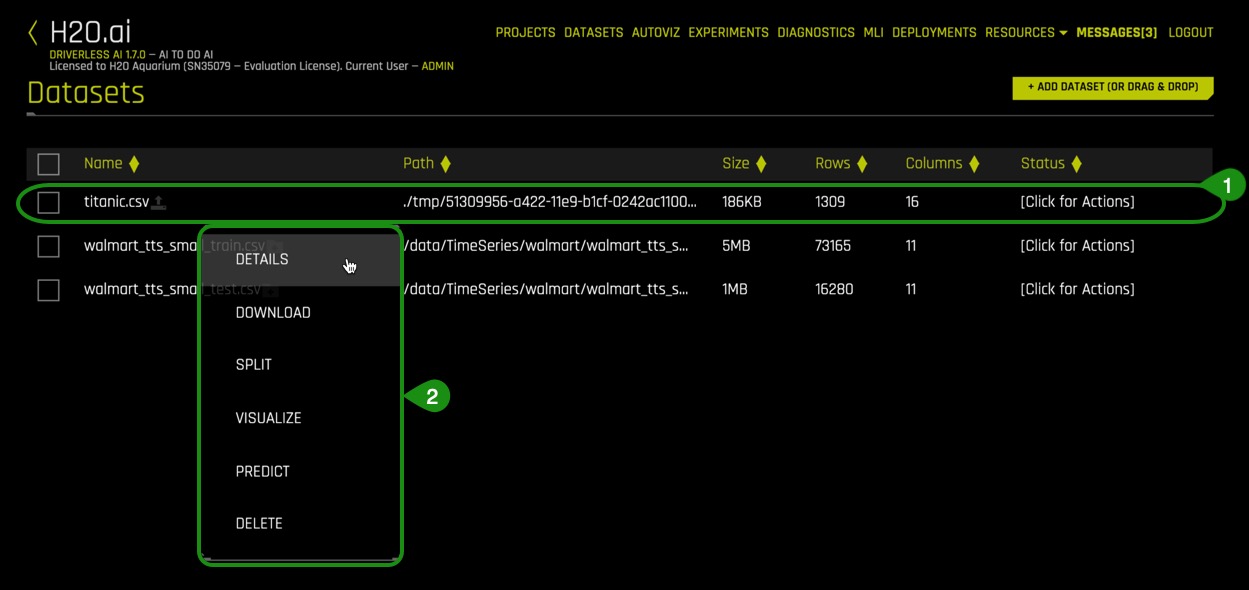 H2O.ai
PROJECTS DATASETS AUTOVIZ EXPERIMENTS DIAGNOSTICS MLI DEPLOYMENTS RESOURCES MESSAGES[3] LOGOUT
DRIVERLESS AI 1.7.0 – AI TO DO AI
Licensed to H2O Aquarium (SN35079 – Evaluation License). Current User – ADMIN
Datasets
+ ADD DATASET (OR DRAG & DROP)
Name Path Size Rows Columns Status
1
titanic.csv ./tmp/51309956-a422-11e9-b1cf-0242ac1100... 186KB 1309 16 [Click for Actions]
walmart_tts_small_train.csv /data/TimeSeries/walmart/walmart_tts_s... 5MB 73165 11 [Click for Actions]
DETAILS
walmart_tts_small_test.csv /data/TimeSeries/walmart/walmart_tts_s... 1MB 16280 11 [Click for Actions]
DOWNLOAD
SPLIT
2
VISUALIZE
PREDICT
DELETE